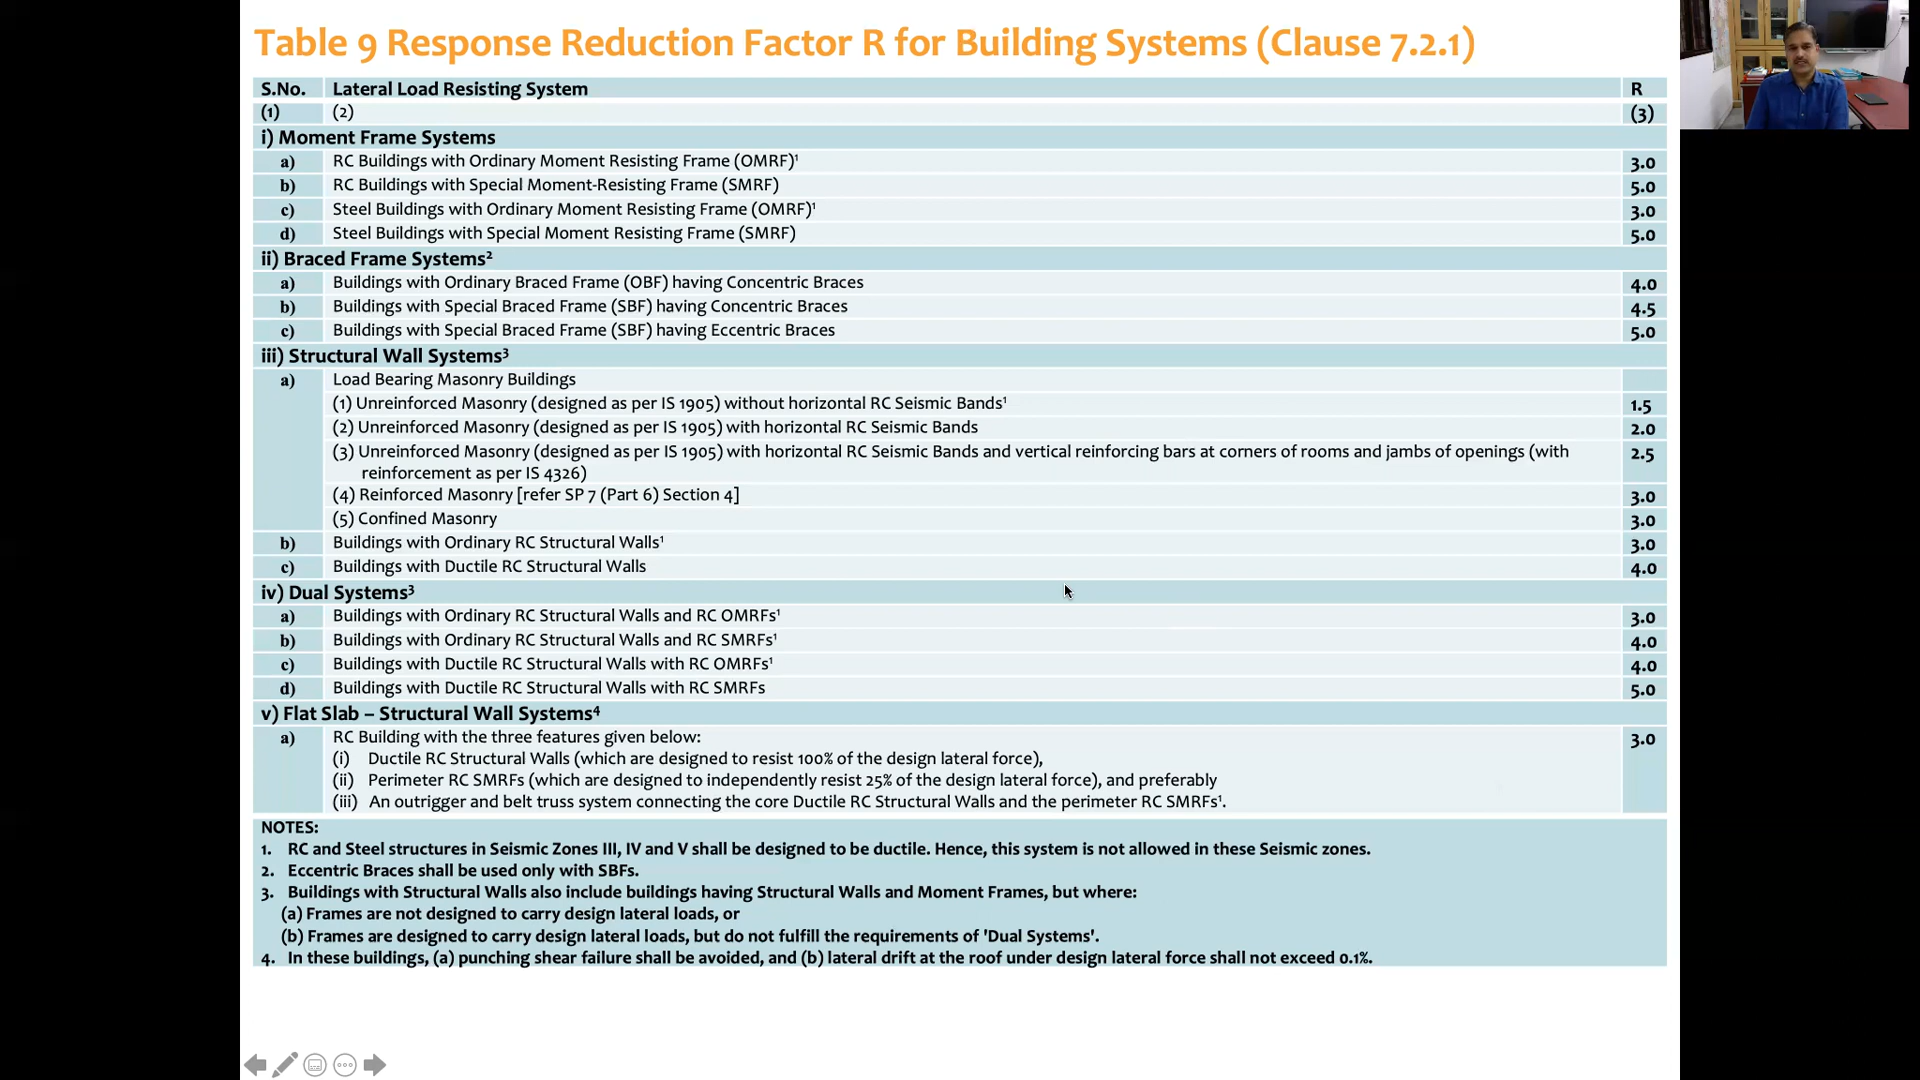 Table 9 Response Reduction Factor R for Building Systems (Clause 7.2.1)
S.No. Lateral Load Resisting System R
(1) (2) (3)
i) Moment Frame Systems
a) RC Buildings with Ordinary Moment Resisting Frame (OMRF)¹ 3.0
b) RC Buildings with Special Moment-Resisting Frame (SMRF) 5.0
c) Steel Buildings with Ordinary Moment Resisting Frame (OMRF)¹ 3.0
d) Steel Buildings with Special Moment Resisting Frame (SMRF) 5.0
ii) Braced Frame Systems²
a) Buildings with Ordinary Braced Frame (OBF) having Concentric Braces 4.0
b) Buildings with Special Braced Frame (SBF) having Concentric Braces 4.5
c) Buildings with Special Braced Frame (SBF) having Eccentric Braces 5.0
iii) Structural Wall Systems³
a) Load Bearing Masonry Buildings
(1) Unreinforced Masonry (designed as per IS 1905) without horizontal RC Seismic Bands¹ 1.5
(2) Unreinforced Masonry (designed as per IS 1905) with horizontal RC Seismic Bands 2.0
(3) Unreinforced Masonry (designed as per IS 1905) with horizontal RC Seismic Bands and vertical reinforcing bars at corners of rooms and jambs of openings (with 2.5
reinforcement as per IS 4326)
(4) Reinforced Masonry [refer SP 7 (Part 6) Section 4] 3.0
(5) Confined Masonry 3.0
b) Buildings with Ordinary RC Structural Walls¹ 3.0
c) Buildings with Ductile RC Structural Walls 4.0
iv) Dual Systems³
a) Buildings with Ordinary RC Structural Walls and RC OMRFs¹ 3.0
b) Buildings with Ordinary RC Structural Walls and RC SMRFs¹ 4.0
c) Buildings with Ductile RC Structural Walls with RC OMRFs¹ 4.0
d) Buildings with Ductile RC Structural Walls with RC SMRFs 5.0
v) Flat Slab – Structural Wall Systems⁴
a) RC Building with the three features given below: 3.0
(i) Ductile RC Structural Walls (which are designed to resist 100% of the design lateral force),
(ii) Perimeter RC SMRFs (which are designed to independently resist 25% of the design lateral force), and preferably
(iii) An outrigger and belt truss system connecting the core Ductile RC Structural Walls and the perimeter RC SMRFs¹.
NOTES:
1. RC and Steel structures in Seismic Zones III, IV and V shall be designed to be ductile. Hence, this system is not allowed in these Seismic zones.
2. Eccentric Braces shall be used only with SBFs.
3. Buildings with Structural Walls also include buildings having Structural Walls and Moment Frames, but where:
(a) Frames are not designed to carry design lateral loads, or
(b) Frames are designed to carry design lateral loads, but do not fulfill the requirements of 'Dual Systems'.
4. In these buildings, (a) punching shear failure shall be avoided, and (b) lateral drift at the roof under design lateral force shall not exceed 0.1%.